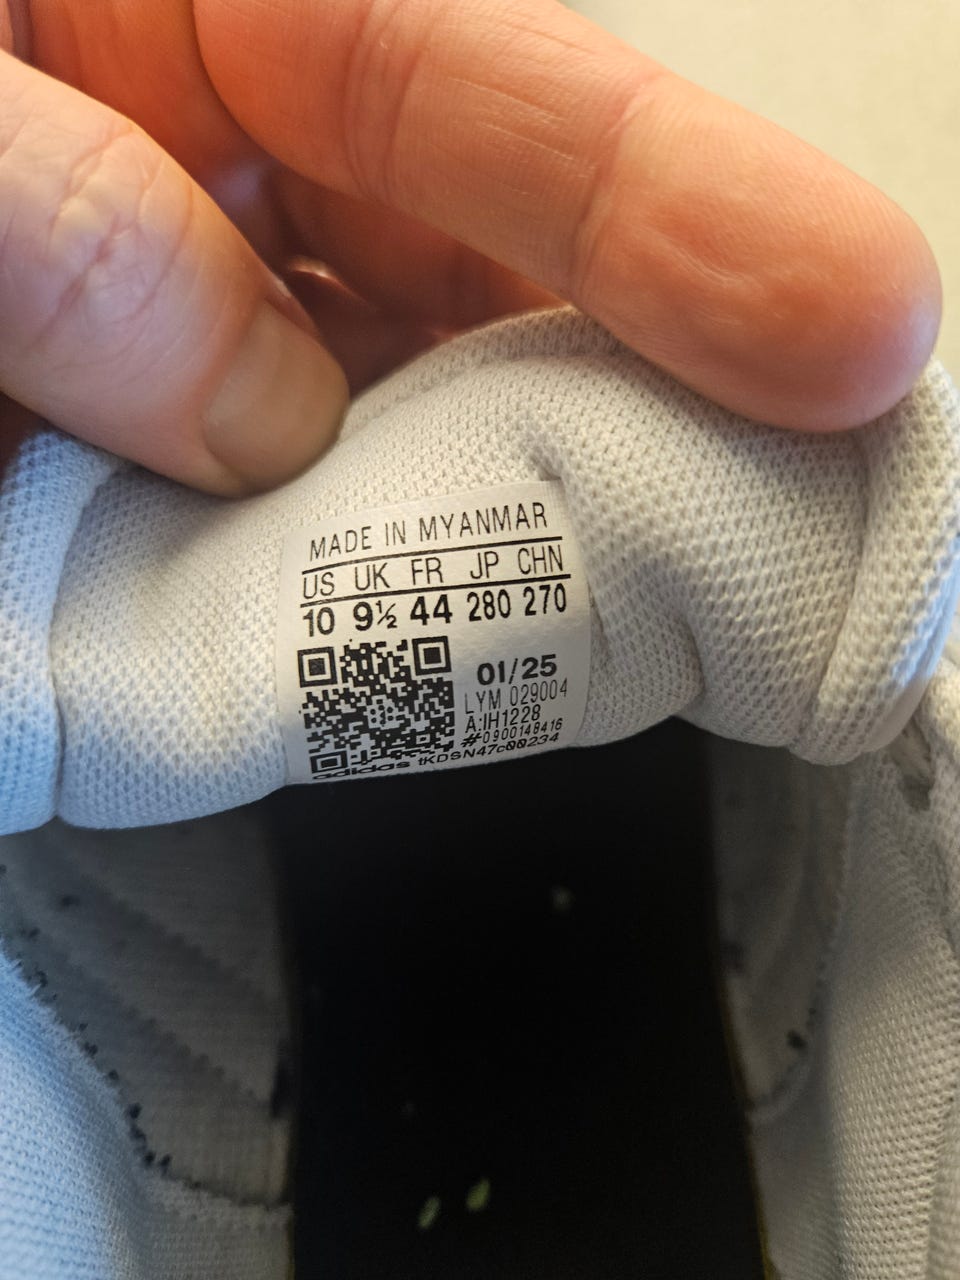 MADE IN MYANMAR
US UK FR JP CHN
10 9½ 44 280 270
01/25
LYM 029004
A:IH1228
#0900148416
adidas tKDSN47c00234